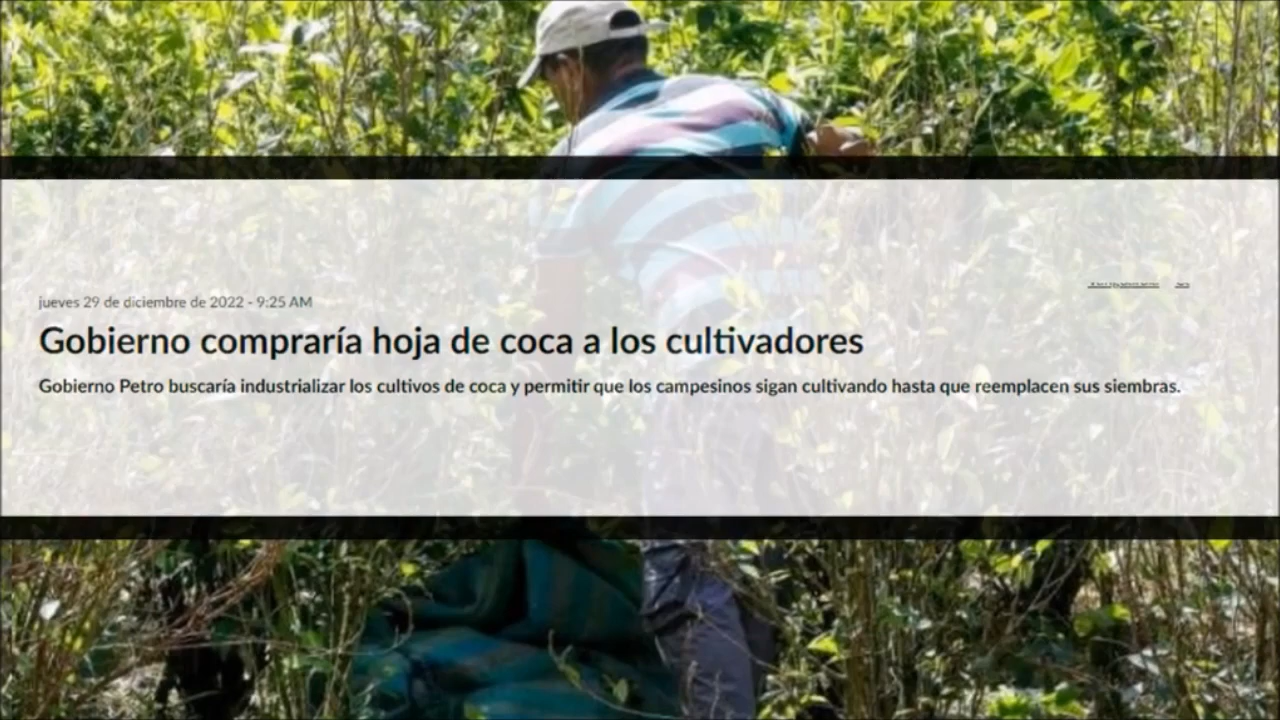 jueves 29 de diciembre de 2022 - 9:25 AM
Gobierno compraría hoja de coca a los cultivadores
Gobierno Petro buscaría industrializar los cultivos de coca y permitir que los campesinos sigan cultivando hasta que reemplacen sus siembras.